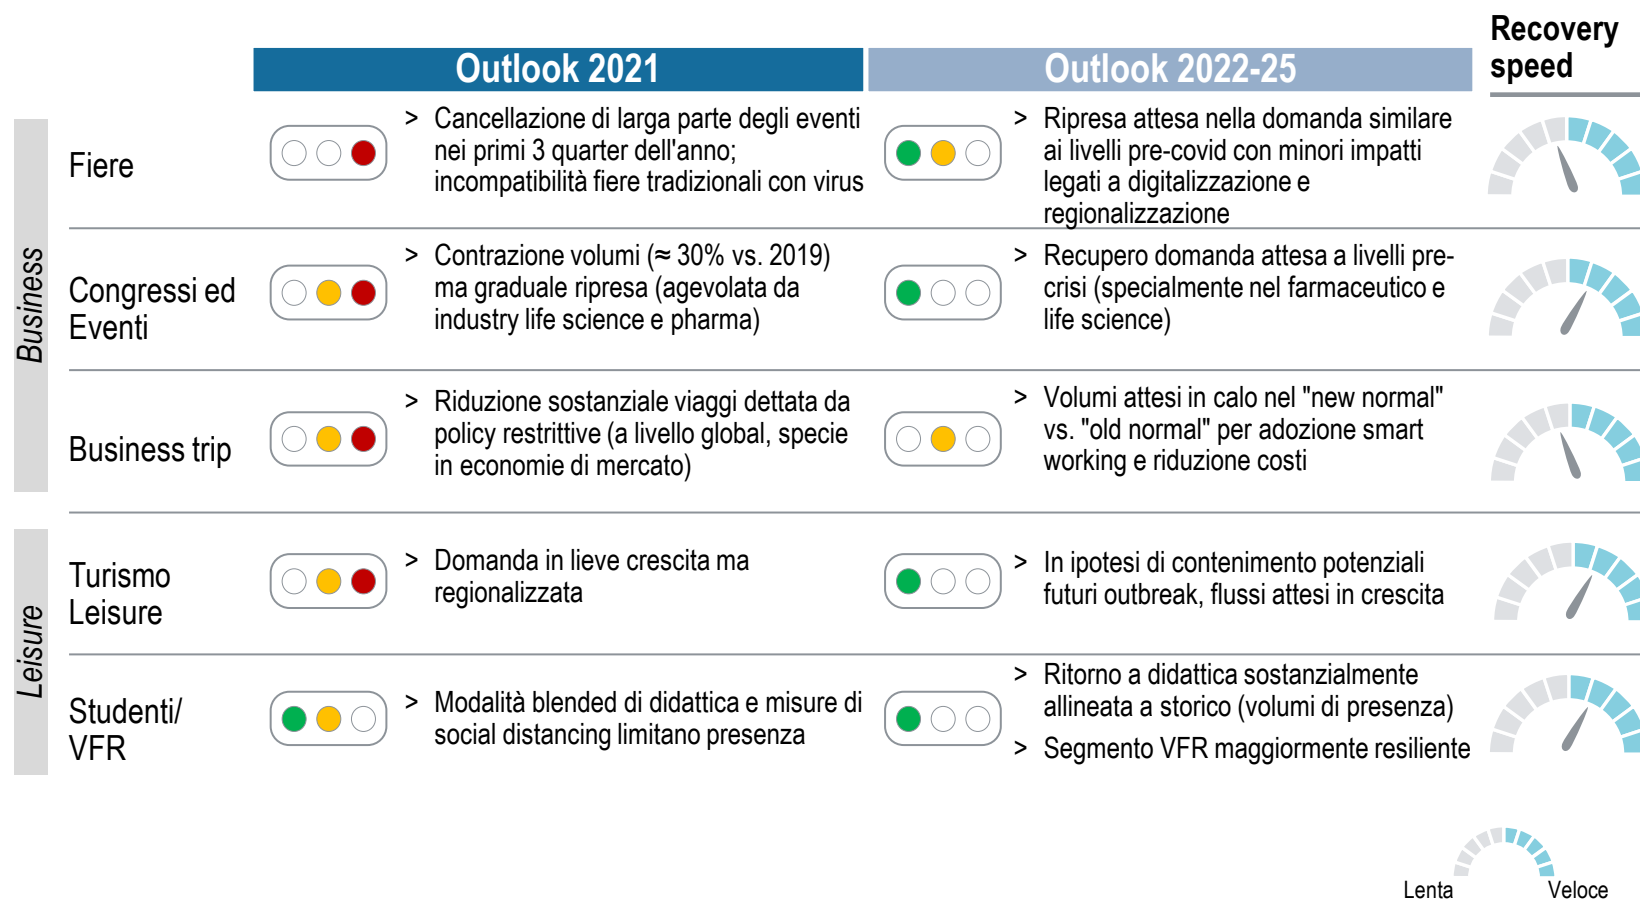 Recovery
speed
Outlook 2021
Outlook 2022-25
Business
Fiere
> Cancellazione di larga parte degli eventi
nei primi 3 quarter dell'anno;
incompatibilità fiere tradizionali con virus
> Ripresa attesa nella domanda similare
ai livelli pre-covid con minori impatti
legati a digitalizzazione e
regionalizzazione
Congressi ed
Eventi
> Contrazione volumi (≈ 30% vs. 2019)
ma graduale ripresa (agevolata da
industry life science e pharma)
> Recupero domanda attesa a livelli pre-
crisi (specialmente nel farmaceutico e
life science)
Business trip
> Riduzione sostanziale viaggi dettata da
policy restrittive (a livello global, specie
in economie di mercato)
> Volumi attesi in calo nel "new normal"
vs. "old normal" per adozione smart
working e riduzione costi
Leisure
Turismo
Leisure
> Domanda in lieve crescita ma
regionalizzata
> In ipotesi di contenimento potenziali
futuri outbreak, flussi attesi in crescita
Studenti/
VFR
> Modalità blended di didattica e misure di
social distancing limitano presenza
> Ritorno a didattica sostanzialmente
allineata a storico (volumi di presenza)
> Segmento VFR maggiormente resiliente
Lenta
Veloce